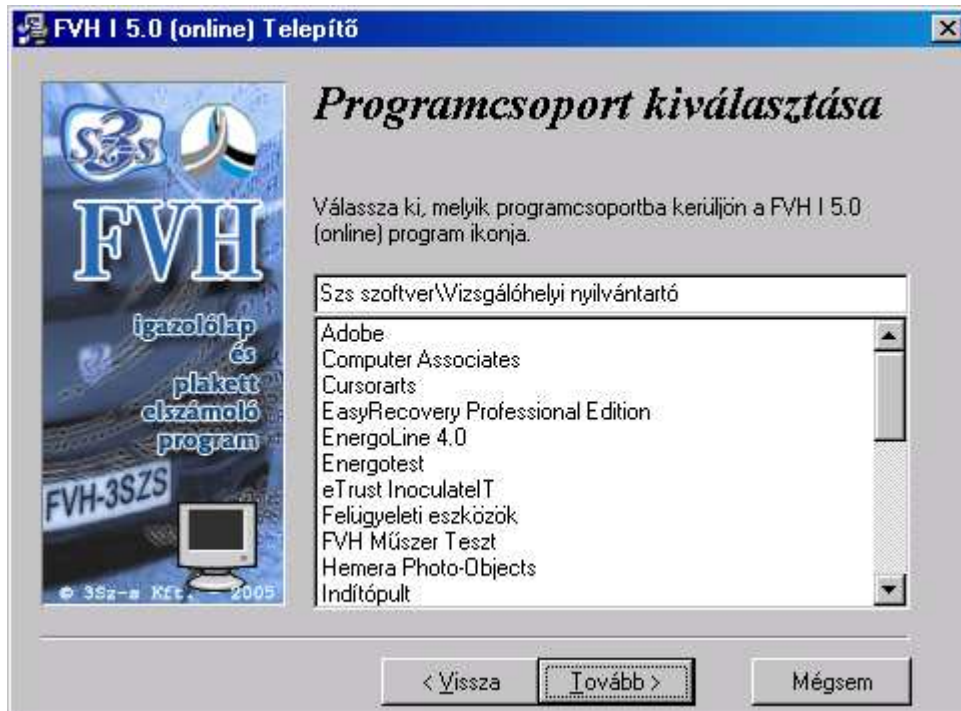 FVH I 5.0 (online) Telepítő
Sz3s
FVH
igazolólap
és
plakett
elszámoló
program
FVH-3SZS
© 3Sz-s Kft. 2005
Programcsoport kiválasztása
Válassza ki, melyik programcsoportba kerüljön a FVH I 5.0
(online) program ikonja.
Szs szoftver\Vizsgálóhelyi nyilvántartó
Adobe
Computer Associates
Cursorarts
EasyRecovery Professional Edition
EnergoLine 4.0
Energotest
eTrust InoculateIT
Felügyeleti eszközök
FVH Műszer Teszt
Hemera Photo-Objects
Indítópult
< Vissza
Tovább >
Mégsem